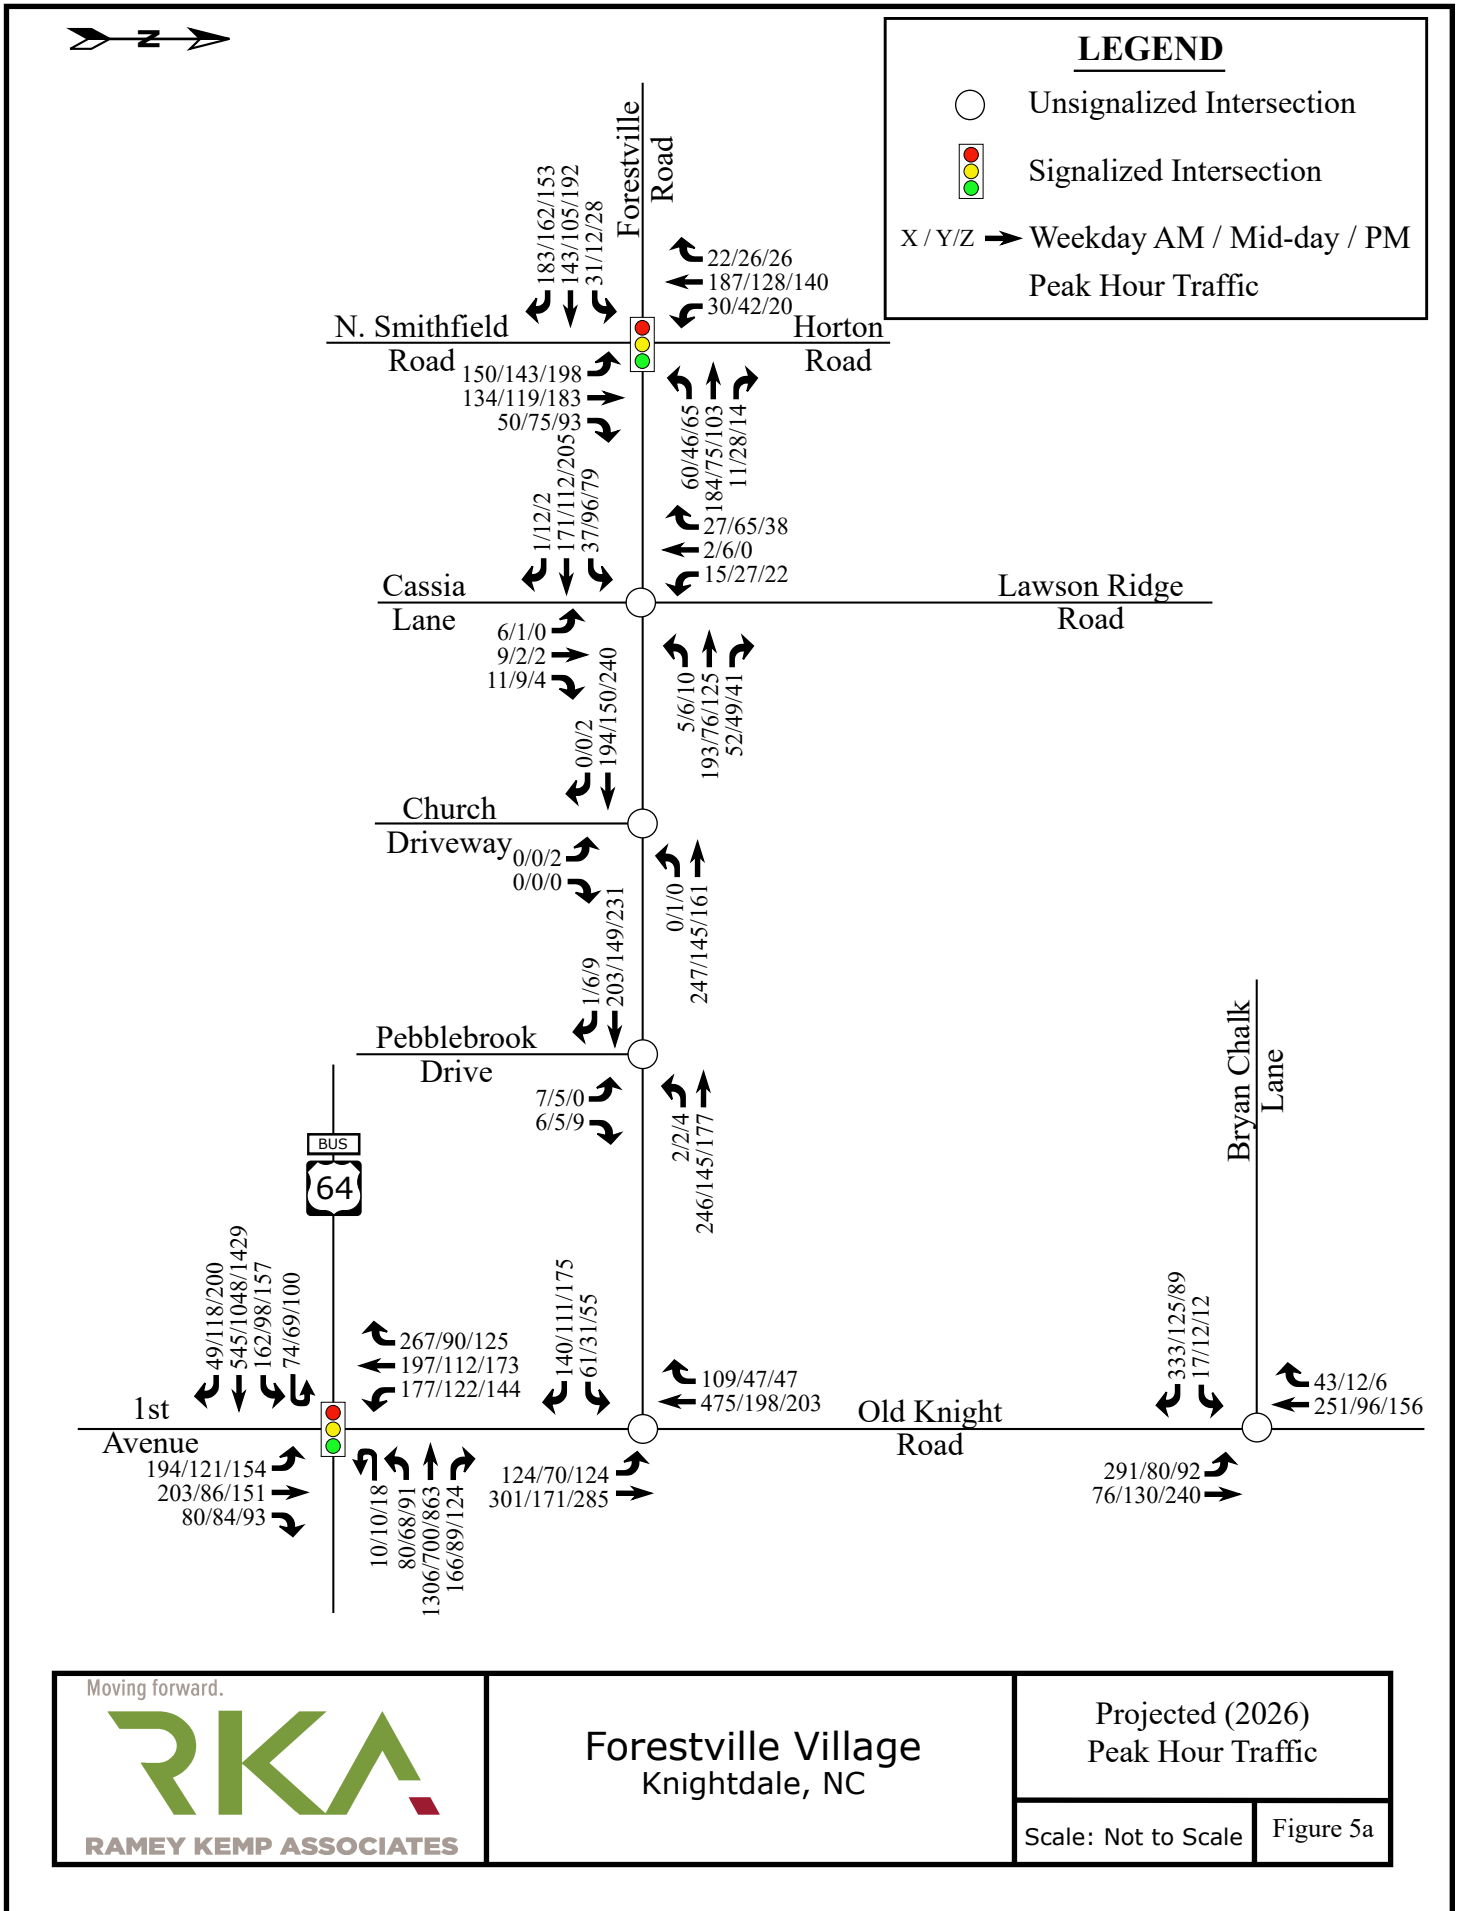 N
LEGEND
Unsignalized Intersection
Signalized Intersection
X / Y/Z Weekday AM / Mid-day / PM
Peak Hour Traffic
Forestville
Road
183/162/153
143/105/192
31/12/28
22/26/26
187/128/140
30/42/20
N. Smithfield
Road
Horton
Road
150/143/198
134/119/183
50/75/93
60/46/65
184/75/103
11/28/14
1/12/2
171/112/205
37/96/79
27/65/38
2/6/0
15/27/22
Cassia
Lane
Lawson Ridge
Road
6/1/0
9/2/2
11/9/4
5/6/10
193/76/125
52/49/41
0/0/2
194/150/240
Church
Driveway
0/0/2
0/0/0
0/1/0
247/145/161
1/6/9
203/149/231
Pebblebrook
Drive
7/5/0
6/5/9
2/2/4
246/145/177
Bryan Chalk
Lane
BUS
64
49/118/200
545/1048/1429
162/98/157
74/69/100
267/90/125
197/112/173
177/122/144
140/111/175
61/31/55
109/47/47
475/198/203
333/125/89
17/12/12
43/12/6
251/96/156
1st
Avenue
Old Knight
Road
194/121/154
203/86/151
80/84/93
10/10/18
80/68/91
1306/700/863
166/89/124
124/70/124
301/171/285
291/80/92
76/130/240
Moving forward.
RKA
RAMEY KEMP ASSOCIATES
Forestville Village
Knightdale, NC
Projected (2026)
Peak Hour Traffic
Scale: Not to Scale
Figure 5a